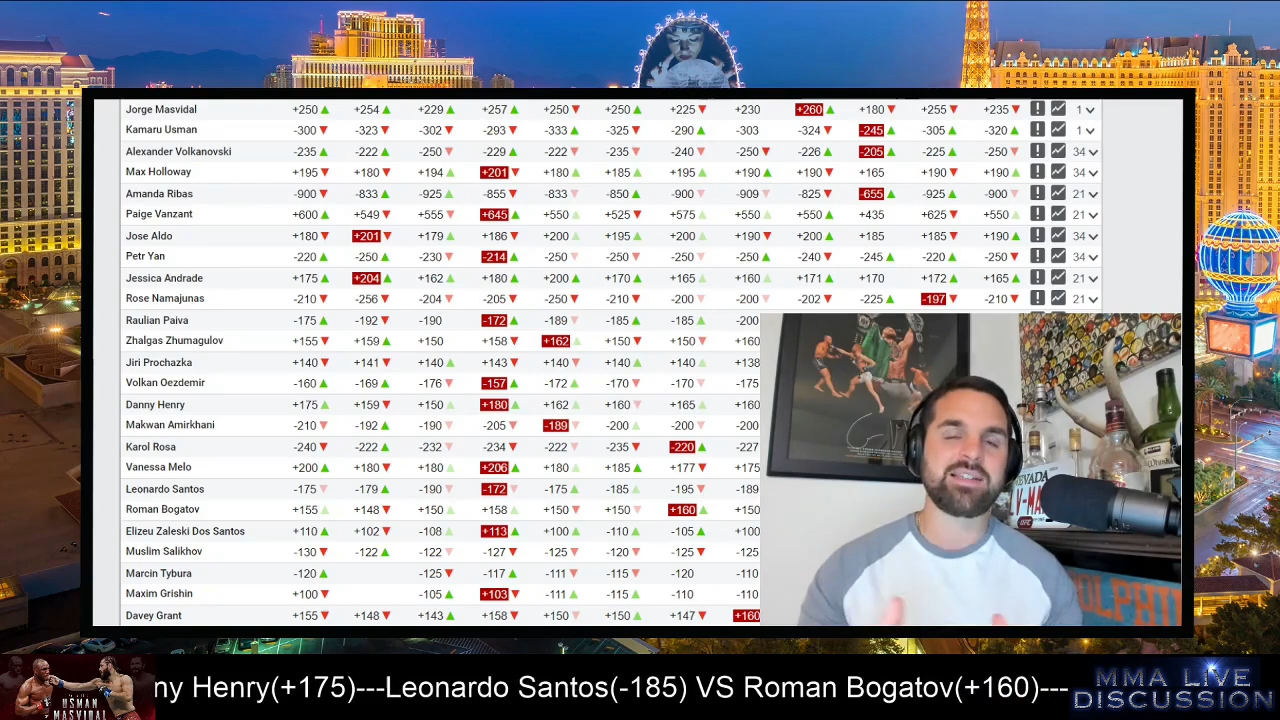 Jorge Masvidal +250 +254 +229 +257 +250 +250 +225 +230 +260 +180 +255 +235 1
Kamaru Usman -300 -323 -302 -293 -333 -325 -290 -303 -324 -245 -305 -320 1
Alexander Volkanovski -235 -222 -250 -229 -222 -235 -240 -250 -226 -205 -225 -250 34
Max Holloway +195 +180 +194 +201 +180 +185 +195 +190 +190 +165 +190 +190 34
Amanda Ribas -900 -833 -925 -855 -833 -850 -900 -909 -825 -655 -925 -900 21
Paige Vanzant +600 +549 +555 +645 +550 +525 +575 +550 +550 +435 +625 +550 21
Jose Aldo +180 +201 +179 +186 +200 +195 +200 +190 +200 +185 +185 +190 34
Petr Yan -220 -250 -230 -214 -250 -250 -250 -250 -240 -245 -220 -250 34
Jessica Andrade +175 +204 +162 +180 +200 +170 +165 +160 +171 +170 +172 +165 21
Rose Namajunas -210 -256 -204 -205 -250 -210 -200 -200 -202 -225 -197 -210 21
Raulian Paiva -175 -192 -190 -172 -189 -185 -185 -200
Zhalgas Zhumagulov +155 +159 +150 +158 +162 +150 +150 +160
Jiri Prochazka +140 +141 +140 +143 +140 +140 +140 +138
Volkan Oezdemir -160 -169 -176 -157 -172 -170 -170 -175
Danny Henry +175 +159 +150 +180 +162 +160 +165 +160
Makwan Amirkhani -210 -192 -190 -205 -189 -200 -200 -200
Karol Rosa -240 -222 -232 -234 -222 -235 -220 -227
Vanessa Melo +200 +180 +180 +206 +180 +185 +177 +175
Leonardo Santos -175 -179 -190 -172 -175 -185 -195 -189
Roman Bogatov +155 +148 +150 +158 +150 +150 +160 +150
Elizeu Zaleski Dos Santos +110 +102 -108 +113 +100 -110 -105 +100
Muslim Salikhov -130 -122 -122 -127 -125 -120 -125 -125
Marcin Tybura -120 -125 -117 -111 -115 -120 -110
Maxim Grishin +100 -105 +103 -111 -115 -110 -110
Davey Grant +155 +148 +143 +158 +150 +150 +147 +160
NEVADA
V-MA
UFC
DOLPHI
ny Henry(+175)---Leonardo Santos(-185) VS Roman Bogatov(+160)---
USMAN
MASVIDAL
MMA LIVE
DISCUSSION